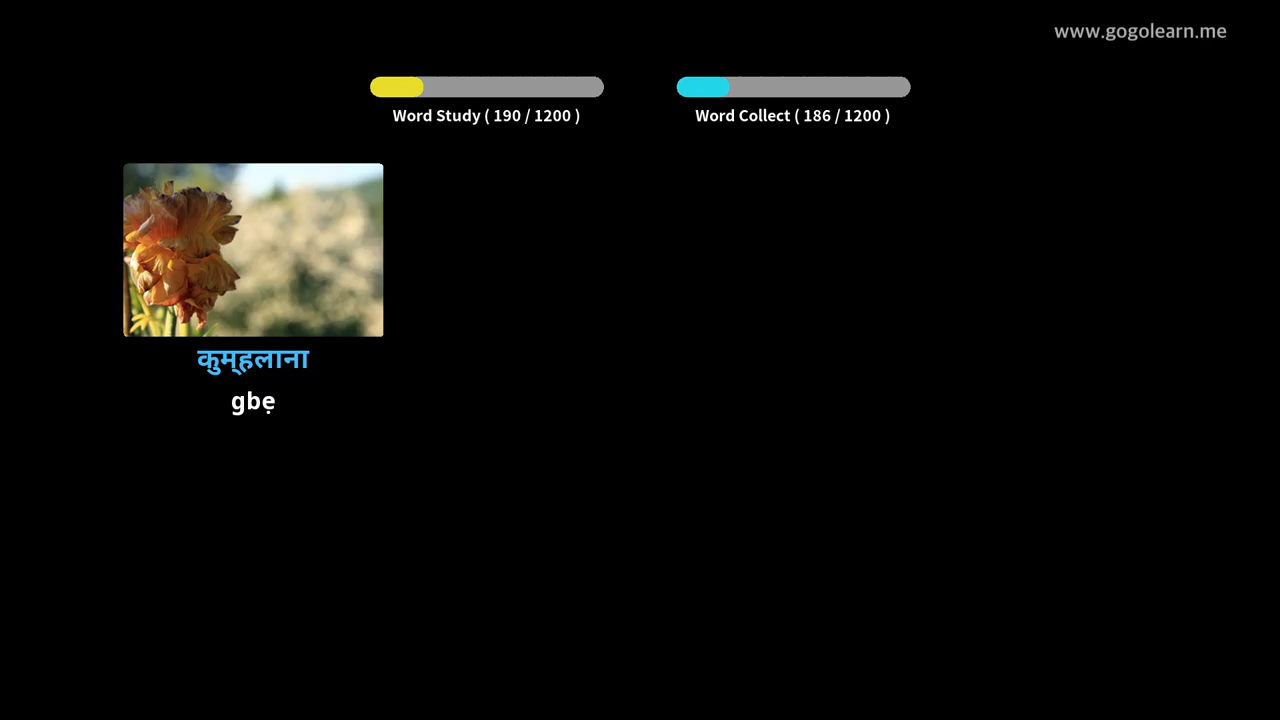 www.gogolearn.me
Word Study ( 190 / 1200 )
Word Collect ( 186 / 1200 )
कुम्हलाना
gbẹ